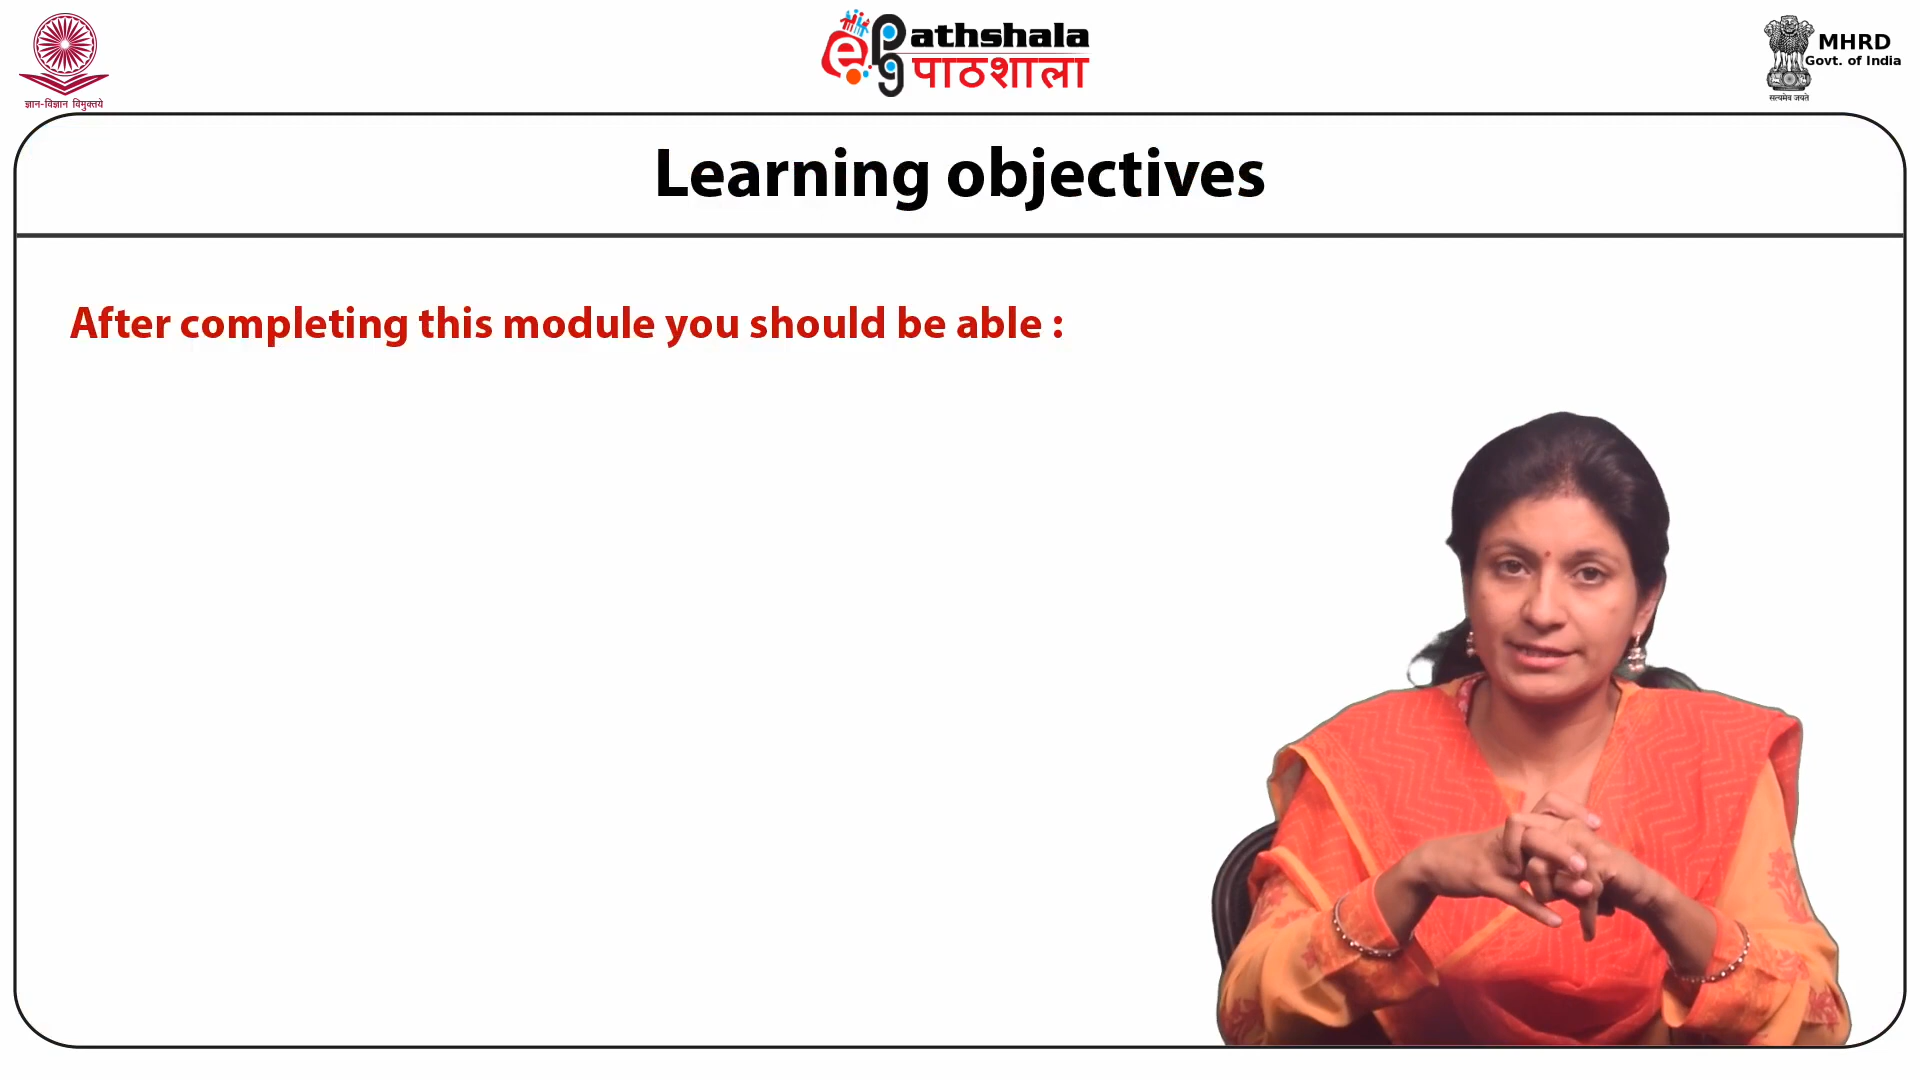 ज्ञान-विज्ञान विमुक्तये
ePathshala
पाठशाला
MHRD
Govt. of India
सत्यमेव जयते
Learning objectives
After completing this module you should be able :